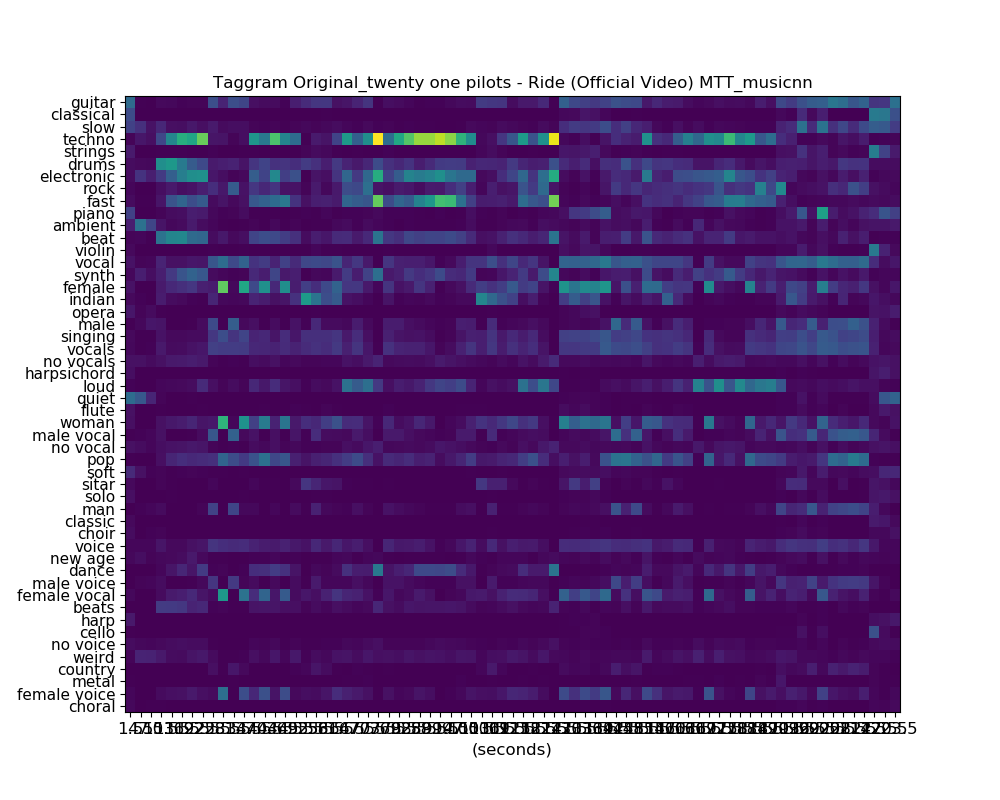 Taggram Original_twenty one pilots - Ride (Official Video) MTT_musicnn
guitar
classical
slow
techno
strings
drums
electronic
rock
fast
piano
ambient
beat
violin
vocal
synth
female
indian
opera
male
singing
vocals
no vocals
harpsichord
loud
quiet
flute
woman
male vocal
no vocal
pop
soft
sitar
solo
man
classic
choir
voice
new age
dance
male voice
female vocal
beats
harp
cello
no voice
weird
country
metal
female voice
choral
(seconds)